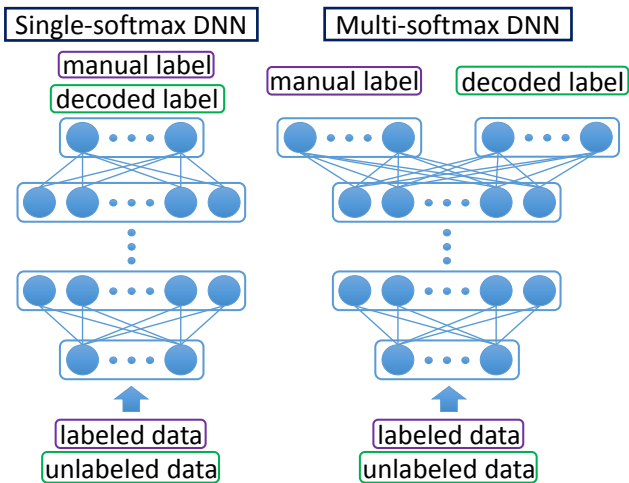 Single-softmax DNN
manual label
decoded label
labeled data
unlabeled data
Multi-softmax DNN
manual label
decoded label
labeled data
unlabeled data